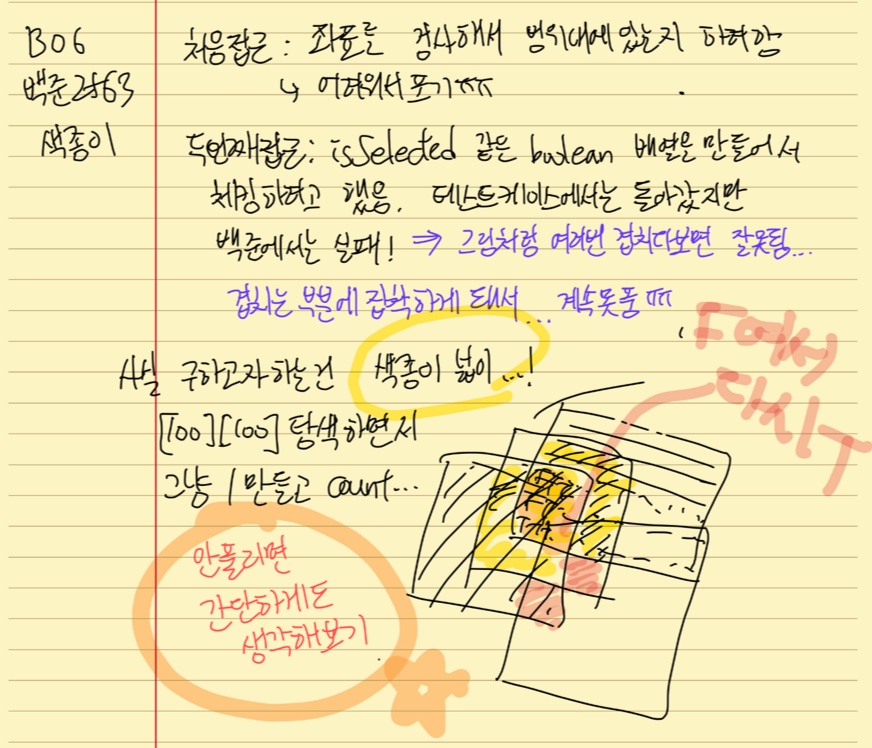 B06
백준2563
색종이
처음접근: 좌표를 검사해서 범위내에있는지 하려함
↳ 어려워서 포기ㅠㅠ
두번째접근: isSelected 같은 boolean 배열을 만들어서
체킹하려고 했음. 테스트케이스에서는 돌아갔지만
백준에서는 실패! ⇒ 그림처럼 여러번 겹치다보면 잘못됨...
겹치는 부분에 집착하게 돼서 ... 계속못품 ㅠㅠ
사실 구하고자하는건 색종이 넓이...!
[100][100] 탐색하면서
그냥 1 만들고 count...
F에서
다시T
안풀리면
간단하게도
생각해보기